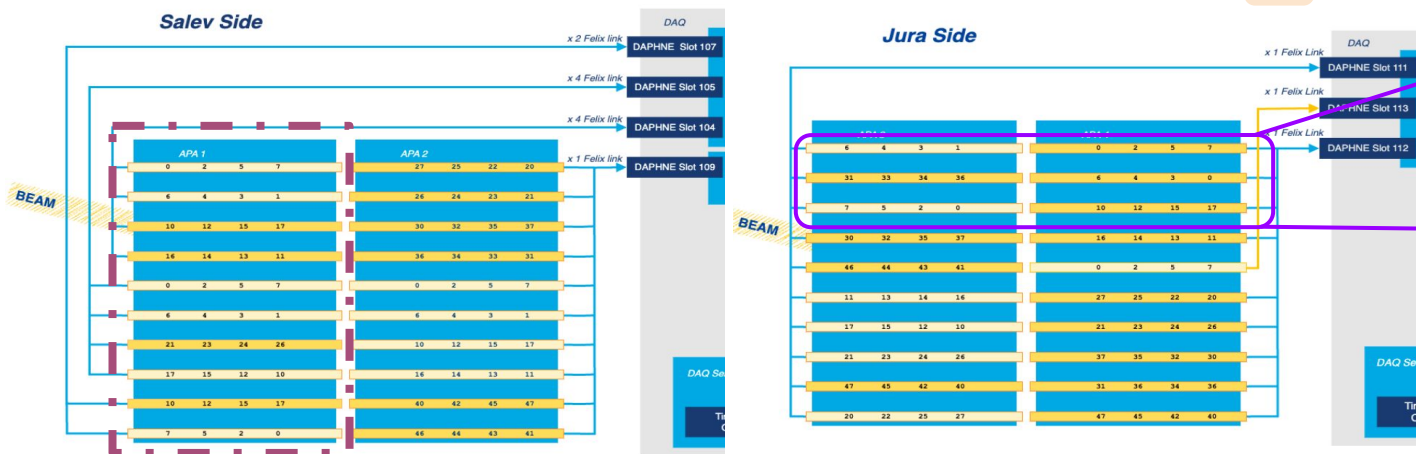 Salev Side
DAQ
x 2 Felix link
DAPHNE Slot 107
x 4 Felix link
DAPHNE Slot 105
x 4 Felix link
DAPHNE Slot 104
x 1 Felix link
DAPHNE Slot 109
BEAM
APA 1
0 2 5 7
6 4 3 1
10 12 15 17
16 14 13 11
0 2 5 7
6 4 3 1
21 23 24 26
17 15 12 10
10 12 15 17
7 5 2 0
APA 2
27 25 22 20
26 24 23 21
30 32 35 37
36 34 33 31
0 2 5 7
6 4 3 1
10 12 15 17
16 14 13 11
40 42 45 47
46 44 43 41
DAQ Se
Ti
Jura Side
DAQ
x 1 Felix Link
DAPHNE Slot 111
x 1 Felix Link
DAPHNE Slot 113
Felix Link
DAPHNE Slot 112
BEAM
6 4 3 1
31 33 34 36
7 5 2 0
30 32 35 37
46 44 43 41
11 13 14 16
17 15 12 10
21 23 24 26
47 45 42 40
20 22 25 27
0 2 5 7
6 4 3 0
10 12 15 17
16 14 13 11
0 2 5 7
27 25 22 20
21 23 24 26
37 35 32 30
31 36 34 36
47 45 42 40
DAQ Se
Ti